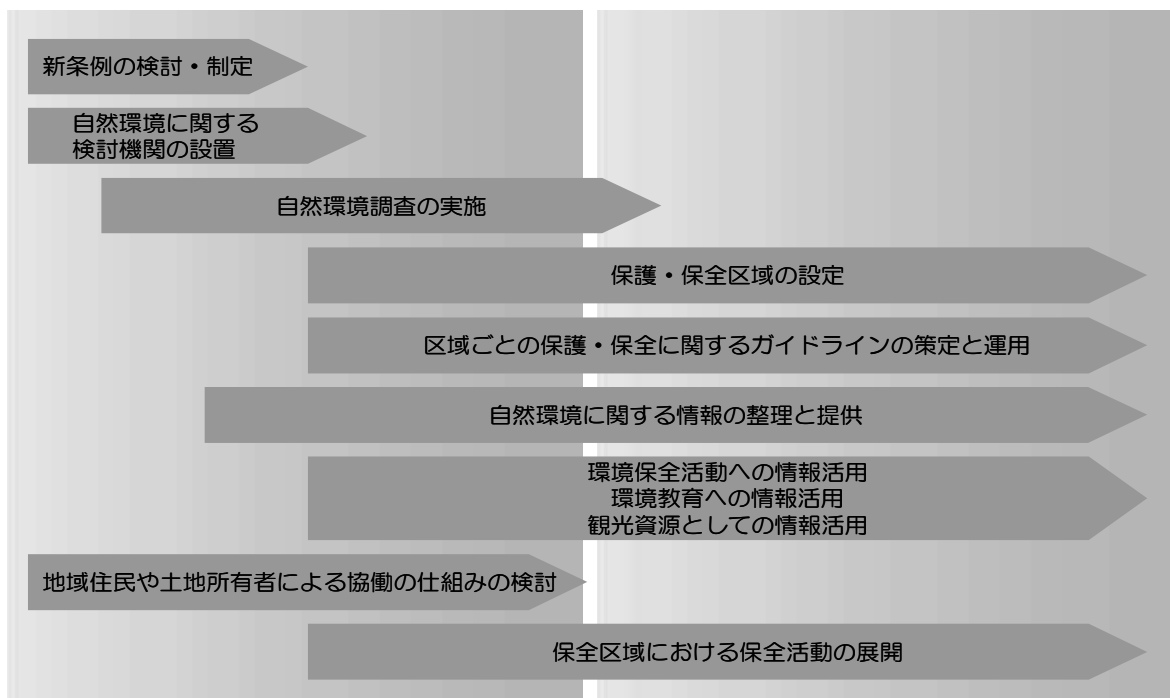 新条例の検討・制定
自然環境に関する
検討機関の設置
自然環境調査の実施
保護・保全区域の設定
区域ごとの保護・保全に関するガイドラインの策定と運用
自然環境に関する情報の整理と提供
環境保全活動への情報活用
環境教育への情報活用
観光資源としての情報活用
地域住民や土地所有者による協働の仕組みの検討
保全区域における保全活動の展開